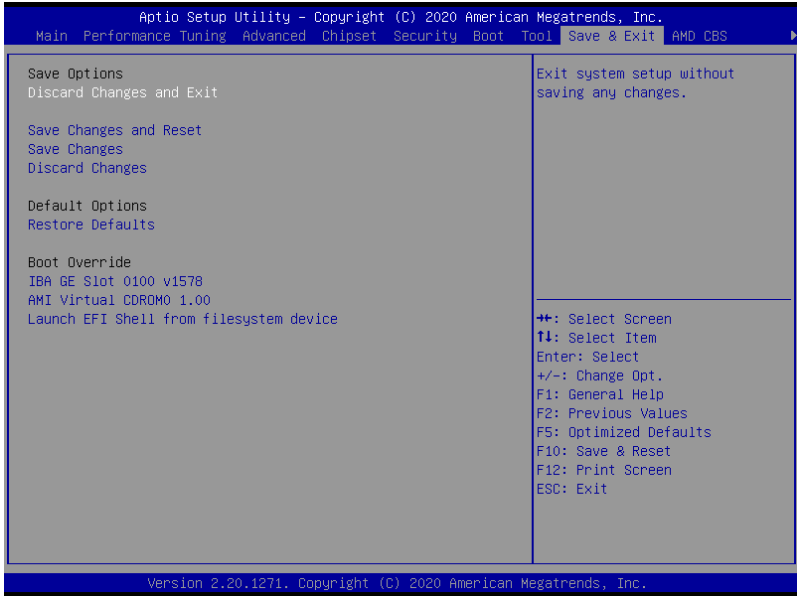 Aptio Setup Utility – Copyright (C) 2020 American Megatrends, Inc.
Main Performance Tuning Advanced Chipset Security Boot Tool Save & Exit AMD CBS
Save Options
Discard Changes and Exit
Save Changes and Reset
Save Changes
Discard Changes
Default Options
Restore Defaults
Boot Override
IBA GE Slot 0100 v1578
AMI Virtual CDROM0 1.00
Launch EFI Shell from filesystem device
Exit system setup without
saving any changes.
→←: Select Screen
↑↓: Select Item
Enter: Select
+/-: Change Opt.
F1: General Help
F2: Previous Values
F5: Optimized Defaults
F10: Save & Reset
F12: Print Screen
ESC: Exit
Version 2.20.1271. Copyright (C) 2020 American Megatrends, Inc.